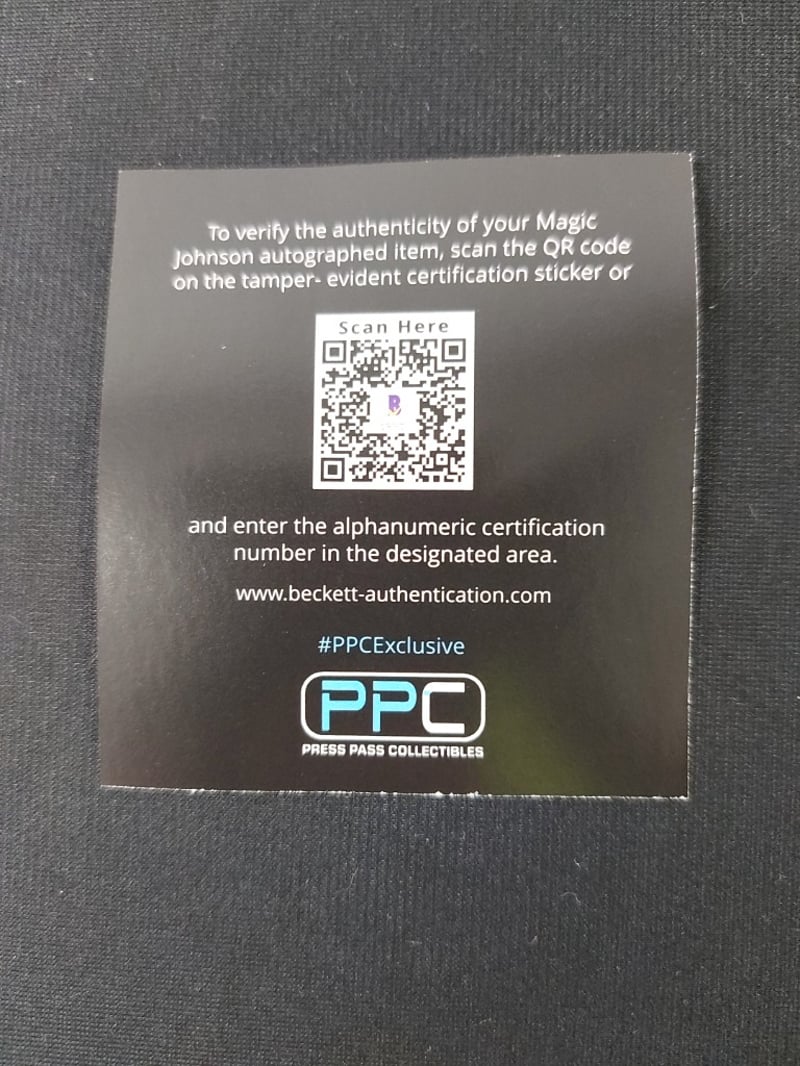 To verify the authenticity of your Magic
Johnson autographed item, scan the QR code
on the tamper- evident certification sticker or
Scan Here
B
and enter the alphanumeric certification
number in the designated area.
www.beckett-authentication.com
#PPCExclusive
PPC
PRESS PASS COLLECTIBLES